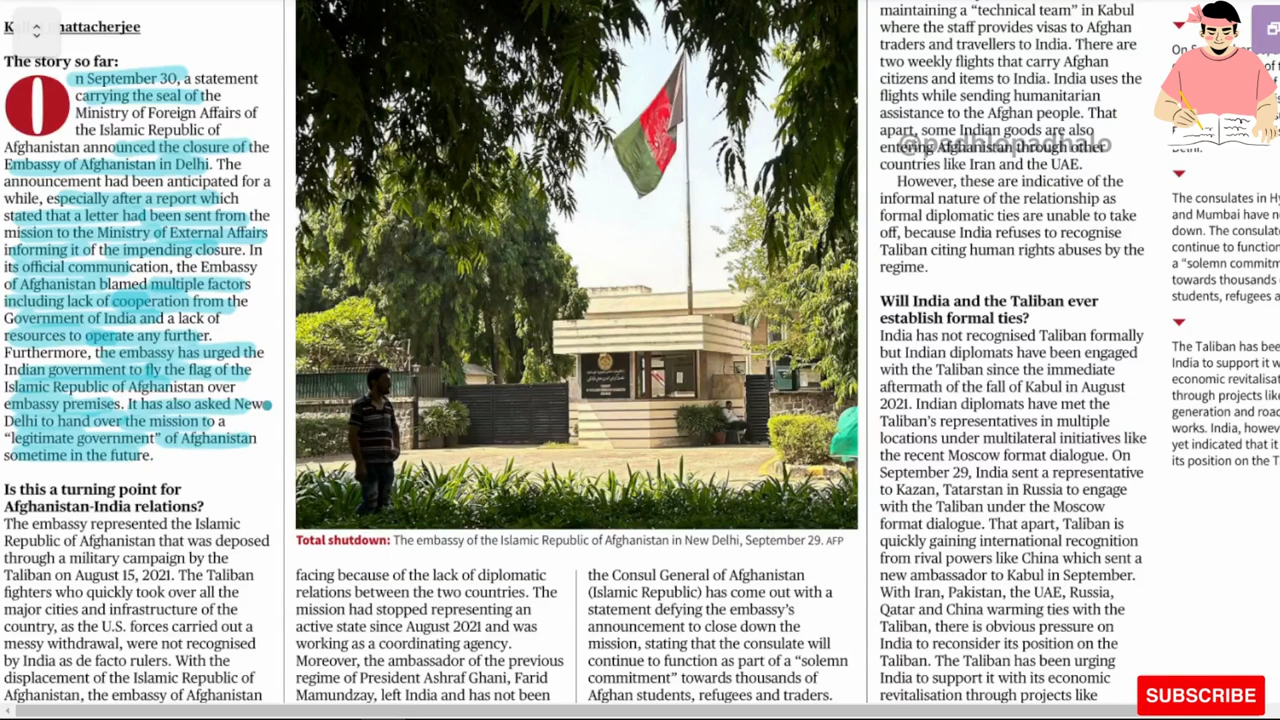 Bhattacherjee
The story so far:
On September 30, a statement
carrying the seal of the
Ministry of Foreign Affairs of
the Islamic Republic of
Afghanistan announced the closure of the
Embassy of Afghanistan in Delhi. The
announcement had been anticipated for a
while, especially after a report which
stated that a letter had been sent from the
mission to the Ministry of External Affairs
informing it of the impending closure. In
its official communication, the Embassy
of Afghanistan blamed multiple factors
including lack of cooperation from the
Government of India and a lack of
resources to operate any further.
Furthermore, the embassy has urged the
Indian government to fly the flag of the
Islamic Republic of Afghanistan over
embassy premises. It has also asked New
Delhi to hand over the mission to a
“legitimate government” of Afghanistan
sometime in the future.
Is this a turning point for
Afghanistan-India relations?
The embassy represented the Islamic
Republic of Afghanistan that was deposed
through a military campaign by the
Taliban on August 15, 2021. The Taliban
fighters who quickly took over all the
major cities and infrastructure of the
country, as the U.S. forces carried out a
messy withdrawal, were not recognised
by India as de facto rulers. With the
displacement of the Islamic Republic of
Afghanistan, the embassy of Afghanistan
Total shutdown: The embassy of the Islamic Republic of Afghanistan in New Delhi, September 29. AFP
facing because of the lack of diplomatic
relations between the two countries. The
mission had stopped representing an
active state since August 2021 and was
working as a coordinating agency.
Moreover, the ambassador of the previous
regime of President Ashraf Ghani, Farid
Mamundzay, left India and has not been
the Consul General of Afghanistan
(Islamic Republic) has come out with a
statement defying the embassy’s
announcement to close down the
mission, stating that the consulate will
continue to function as part of a “solemn
commitment” towards thousands of
Afghan students, refugees and traders.
maintaining a “technical team” in Kabul
where the staff provides visas to Afghan
traders and travellers to India. There are
two weekly flights that carry Afghan
citizens and items to India. India uses the
flights while sending humanitarian
assistance to the Afghan people. That
apart, some Indian goods are also
entering Afghanistan through other
countries like Iran and the UAE.
However, these are indicative of the
informal nature of the relationship as
formal diplomatic ties are unable to take
off, because India refuses to recognise
Taliban citing human rights abuses by the
regime.
Will India and the Taliban ever
establish formal ties?
India has not recognised Taliban formally
but Indian diplomats have been engaged
with the Taliban since the immediate
aftermath of the fall of Kabul in August
2021. Indian diplomats have met the
Taliban’s representatives in multiple
locations under multilateral initiatives like
the recent Moscow format dialogue. On
September 29, India sent a representative
to Kazan, Tatarstan in Russia to engage
with the Taliban under the Moscow
format dialogue. That apart, Taliban is
quickly gaining international recognition
from rival powers like China which sent a
new ambassador to Kabul in September.
With Iran, Pakistan, the UAE, Russia,
Qatar and China warming ties with the
Taliban, there is obvious pressure on
India to reconsider its position on the
Taliban. The Taliban has been urging
India to support it with its economic
revitalisation through projects like
@padhlopadhalo
On
The consulates in Hy
and Mumbai have n
down. The consulat
continue to function
a “solemn commitm
towards thousands
students, refugees a
The Taliban has bee
India to support it w
economic revitalisat
through projects like
generation and road
works. India, howev
yet indicated that it
its position on the T
SUBSCRIBE